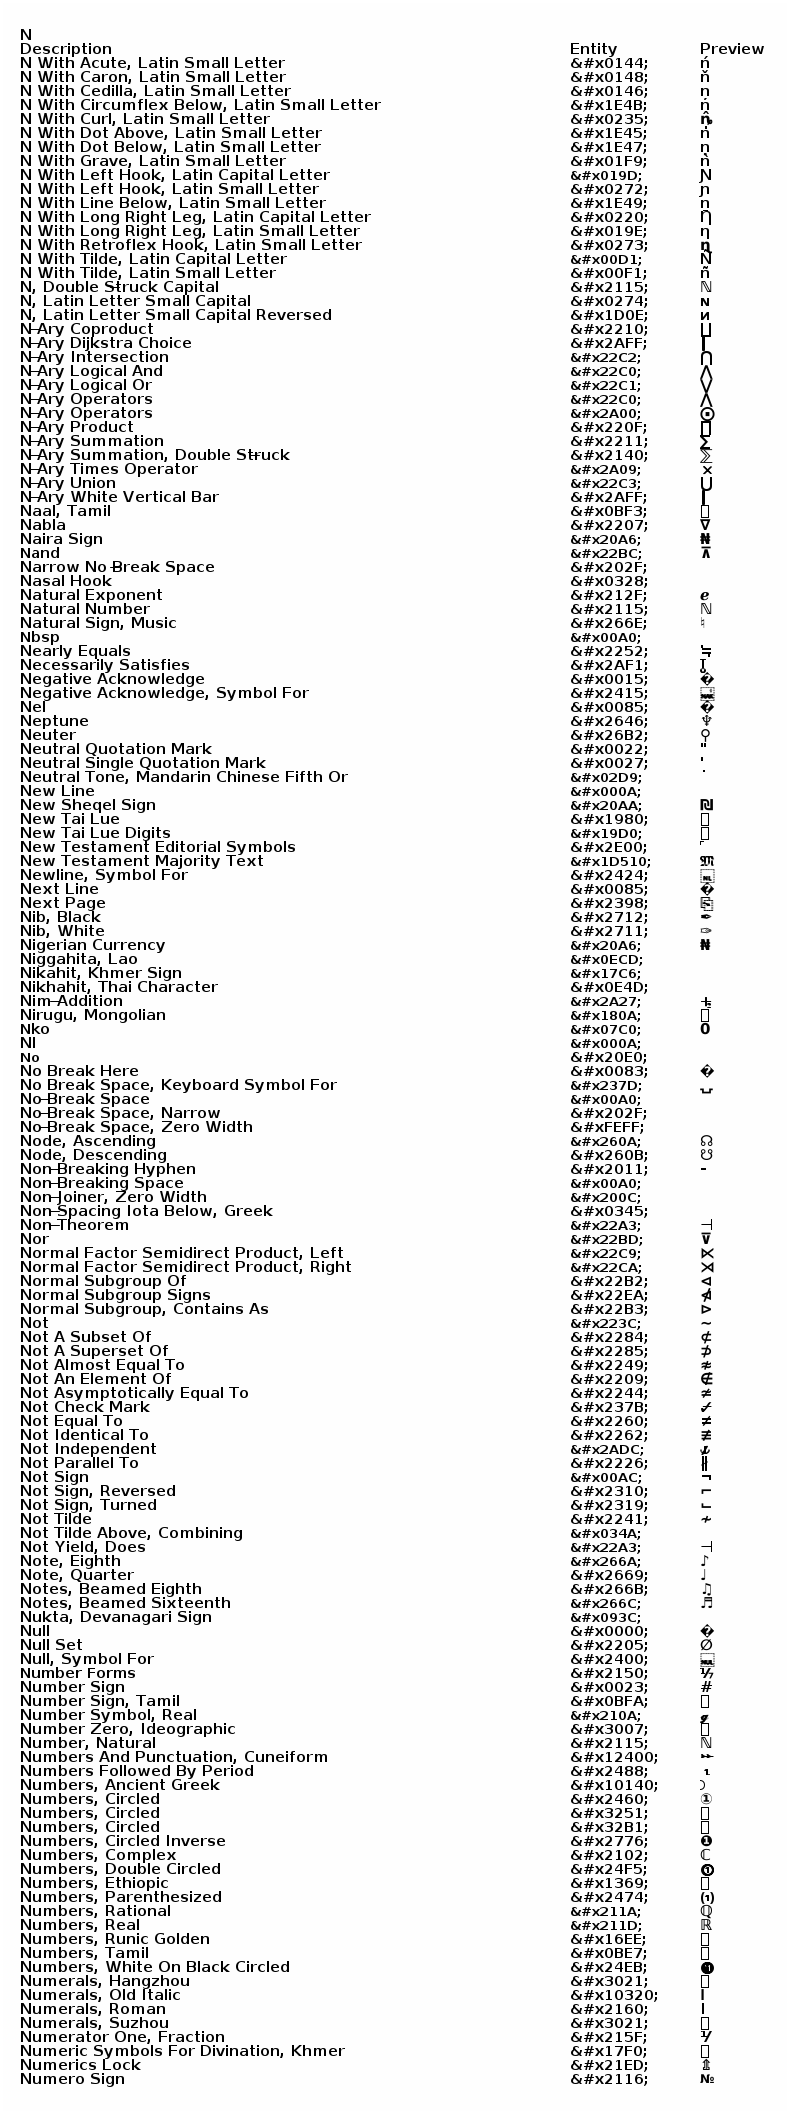 N
Description Entity Preview
N With Acute, Latin Small Letter &#x0144; ń
N With Caron, Latin Small Letter &#x0148; ň
N With Cedilla, Latin Small Letter &#x0146; ņ
N With Circumflex Below, Latin Small Letter &#x1E4B; ṋ
N With Curl, Latin Small Letter &#x0235; ȵ
N With Dot Above, Latin Small Letter &#x1E45; ṅ
N With Dot Below, Latin Small Letter &#x1E47; ṇ
N With Grave, Latin Small Letter &#x01F9; ǹ
N With Left Hook, Latin Capital Letter &#x019D; Ɲ
N With Left Hook, Latin Small Letter &#x0272; ɲ
N With Line Below, Latin Small Letter &#x1E49; ṉ
N With Long Right Leg, Latin Capital Letter &#x0220; Ƞ
N With Long Right Leg, Latin Small Letter &#x019E; ƞ
N With Retroflex Hook, Latin Small Letter &#x0273; ɳ
N With Tilde, Latin Capital Letter &#x00D1; Ñ
N With Tilde, Latin Small Letter &#x00F1; ñ
N, Double Struck Capital &#x2115; ℕ
N, Latin Letter Small Capital &#x0274; ɴ
N, Latin Letter Small Capital Reversed &#x1D0E; ᴎ
N-Ary Coproduct &#x2210; ∐
N-Ary Dijkstra Choice &#x2AFF; ⫿
N-Ary Intersection &#x22C2; ⋂
N-Ary Logical And &#x22C0; ⋀
N-Ary Logical Or &#x22C1; ⋁
N-Ary Operators &#x22C0; ⋀
N-Ary Operators &#x2A00; ⨀
N-Ary Product &#x220F; ∏
N-Ary Summation &#x2211; ∑
N-Ary Summation, Double Struck &#x2140; ⅀
N-Ary Times Operator &#x2A09; ⨉
N-Ary Union &#x22C3; ⋃
N-Ary White Vertical Bar &#x2AFF; ⫿
Naal, Tamil &#x0BF3;
Nabla &#x2207; ∇
Naira Sign &#x20A6; ₦
Nand &#x22BC; ⊼
Narrow No-Break Space &#x202F;
Nasal Hook &#x0328;
Natural Exponent &#x212F; ℯ
Natural Number &#x2115; ℕ
Natural Sign, Music &#x266E; ♮
Nbsp &#x00A0;
Nearly Equals &#x2252; ≒
Necessarily Satisfies &#x2AF1; ⫱
Negative Acknowledge &#x0015; �
Negative Acknowledge, Symbol For &#x2415; ␕
Nel &#x0085; �
Neptune &#x2646; ♆
Neuter &#x26B2; ⚲
Neutral Quotation Mark &#x0022; "
Neutral Single Quotation Mark &#x0027; '
Neutral Tone, Mandarin Chinese Fifth Or &#x02D9; ˙
New Line &#x000A;
New Sheqel Sign &#x20AA; ₪
New Tai Lue &#x1980;
New Tai Lue Digits &#x19D0;
New Testament Editorial Symbols &#x2E00; ⸀
New Testament Majority Text &#x1D510; 𝔐
Newline, Symbol For &#x2424; ␤
Next Line &#x0085; �
Next Page &#x2398; ⎘
Nib, Black &#x2712; ✒
Nib, White &#x2711; ✑
Nigerian Currency &#x20A6; ₦
Niggahita, Lao &#x0ECD;
Nikahit, Khmer Sign &#x17C6;
Nikhahit, Thai Character &#x0E4D;
Nim-Addition &#x2A27; ⨧
Nirugu, Mongolian &#x180A;
Nko &#x07C0; ߀
Nl &#x000A;
No &#x20E0;
No Break Here &#x0083; �
No Break Space, Keyboard Symbol For &#x237D; ⍽
No-Break Space &#x00A0;
No-Break Space, Narrow &#x202F;
No-Break Space, Zero Width &#xFEFF;
Node, Ascending &#x260A; ☊
Node, Descending &#x260B; ☋
Non-Breaking Hyphen &#x2011; ‑
Non-Breaking Space &#x00A0;
Non-Joiner, Zero Width &#x200C;
Non-Spacing Iota Below, Greek &#x0345;
Non-Theorem &#x22A3; ⊣
Nor &#x22BD; ⊽
Normal Factor Semidirect Product, Left &#x22C9; ⋉
Normal Factor Semidirect Product, Right &#x22CA; ⋊
Normal Subgroup Of &#x22B2; ⊲
Normal Subgroup Signs &#x22EA; ⋪
Normal Subgroup, Contains As &#x22B3; ⊳
Not &#x223C; ∼
Not A Subset Of &#x2284; ⊄
Not A Superset Of &#x2285; ⊅
Not Almost Equal To &#x2249; ≉
Not An Element Of &#x2209; ∉
Not Asymptotically Equal To &#x2244; ≄
Not Check Mark &#x237B; ⍻
Not Equal To &#x2260; ≠
Not Identical To &#x2262; ≢
Not Independent &#x2ADC; ⫝̸
Not Parallel To &#x2226; ∦
Not Sign &#x00AC; ¬
Not Sign, Reversed &#x2310; ⌐
Not Sign, Turned &#x2319; ⌙
Not Tilde &#x2241; ≁
Not Tilde Above, Combining &#x034A;
Not Yield, Does &#x22A3; ⊣
Note, Eighth &#x266A; ♪
Note, Quarter &#x2669; ♩
Notes, Beamed Eighth &#x266B; ♫
Notes, Beamed Sixteenth &#x266C; ♬
Nukta, Devanagari Sign &#x093C;
Null &#x0000; �
Null Set &#x2205; ∅
Null, Symbol For &#x2400; ␀
Number Forms &#x2150; ⅐
Number Sign &#x0023; #
Number Sign, Tamil &#x0BFA;
Number Symbol, Real &#x210A; ℊ
Number Zero, Ideographic &#x3007;
Number, Natural &#x2115; ℕ
Numbers And Punctuation, Cuneiform &#x12400; 𒐀
Numbers Followed By Period &#x2488; ⒈
Numbers, Ancient Greek &#x10140; 𐅀
Numbers, Circled &#x2460; ①
Numbers, Circled &#x3251;
Numbers, Circled &#x32B1;
Numbers, Circled Inverse &#x2776; ❶
Numbers, Complex &#x2102; ℂ
Numbers, Double Circled &#x24F5; ⓵
Numbers, Ethiopic &#x1369;
Numbers, Parenthesized &#x2474; ⑴
Numbers, Rational &#x211A; ℚ
Numbers, Real &#x211D; ℝ
Numbers, Runic Golden &#x16EE;
Numbers, Tamil &#x0BE7;
Numbers, White On Black Circled &#x24EB; ⓫
Numerals, Hangzhou &#x3021;
Numerals, Old Italic &#x10320; 𐌠
Numerals, Roman &#x2160; Ⅰ
Numerals, Suzhou &#x3021;
Numerator One, Fraction &#x215F; ⅟
Numeric Symbols For Divination, Khmer &#x17F0;
Numerics Lock &#x21ED; ⇭
Numero Sign &#x2116; №